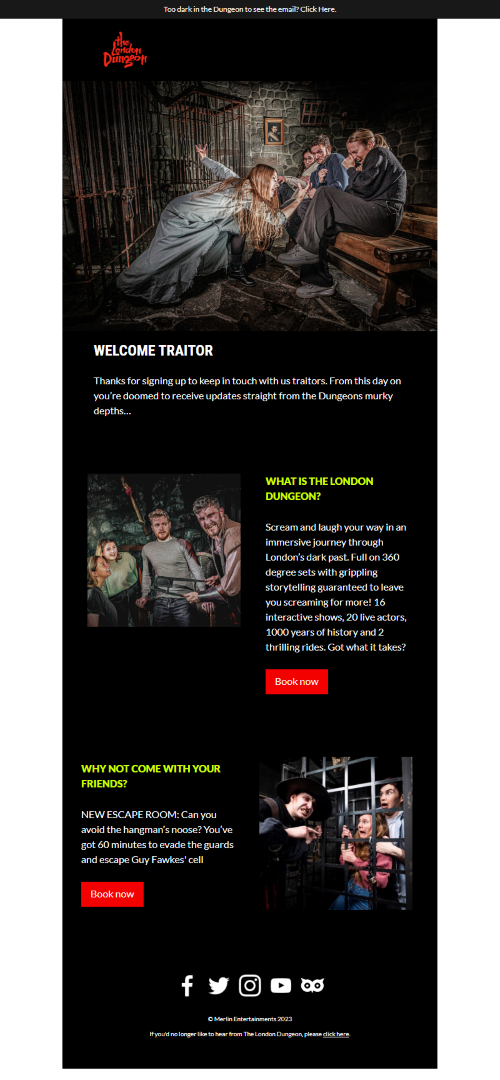 Too dark in the Dungeon to see the email? Click Here.
the
London
Dungeon
WELCOME TRAITOR
Thanks for signing up to keep in touch with us traitors. From this day on
you're doomed to receive updates straight from the Dungeons murky
depths...
WHAT IS THE LONDON
DUNGEON?
Scream and laugh your way in an
immersive journey through
London's dark past. Full on 360
degree sets with grippling
storytelling guaranteed to leave
you screaming for more! 16
interactive shows, 20 live actors,
1000 years of history and 2
thrilling rides. Got what it takes?
Book now
WHY NOT COME WITH YOUR
FRIENDS?
NEW ESCAPE ROOM: Can you
avoid the hangman's noose? You've
got 60 minutes to evade the guards
and escape Guy Fawkes' cell
Book now
© Merlin Entertainments 2023
If you'd no longer like to hear from The London Dungeon, please click here.